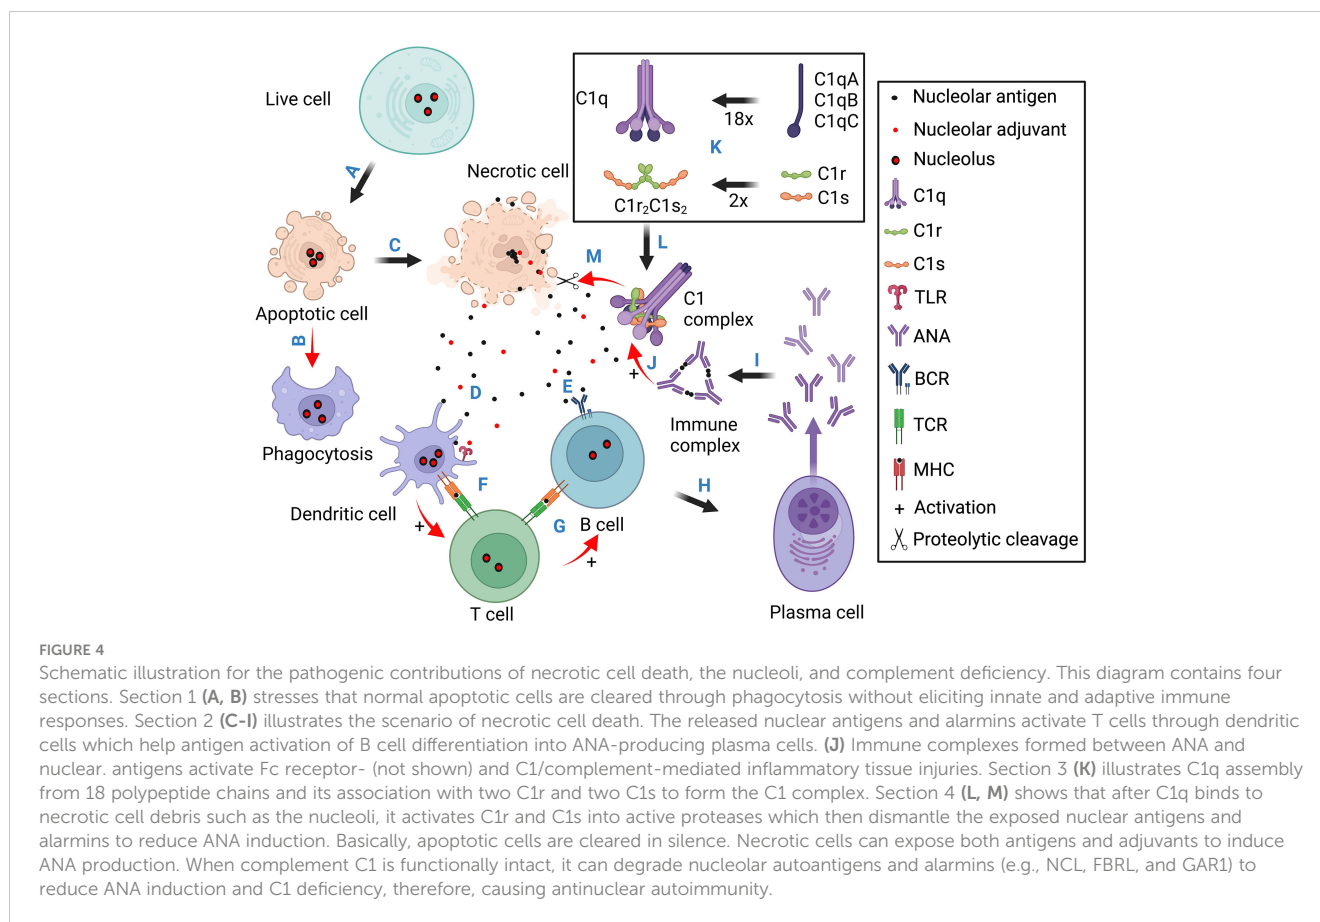 Live cell
A
Necrotic cell
C1q
18x
C1qA
C1qB
C1qC
K
C1r2C1s2
2x
C1r
C1s
Nucleolar antigen
Nucleolar adjuvant
Nucleolus
C1q
C1r
C1s
TLR
ANA
BCR
TCR
MHC
+ Activation
Proteolytic cleavage
C
L
M
Apoptotic cell
C1
complex
B
J
I
+
D
E
Immune
complex
Phagocytosis
F
H
Dendritic cell
+
G
B cell
+
T cell
Plasma cell
FIGURE 4
Schematic illustration for the pathogenic contributions of necrotic cell death, the nucleoli, and complement deficiency. This diagram contains four
sections. Section 1 (A, B) stresses that normal apoptotic cells are cleared through phagocytosis without eliciting innate and adaptive immune
responses. Section 2 (C-I) illustrates the scenario of necrotic cell death. The released nuclear antigens and alarmins activate T cells through dendritic
cells which help antigen activation of B cell differentiation into ANA-producing plasma cells. (J) Immune complexes formed between ANA and
nuclear. antigens activate Fc receptor- (not shown) and C1/complement-mediated inflammatory tissue injuries. Section 3 (K) illustrates C1q assembly
from 18 polypeptide chains and its association with two C1r and two C1s to form the C1 complex. Section 4 (L, M) shows that after C1q binds to
necrotic cell debris such as the nucleoli, it activates C1r and C1s into active proteases which then dismantle the exposed nuclear antigens and
alarmins to reduce ANA induction. Basically, apoptotic cells are cleared in silence. Necrotic cells can expose both antigens and adjuvants to induce
ANA production. When complement C1 is functionally intact, it can degrade nucleolar autoantigens and alarmins (e.g., NCL, FBRL, and GAR1) to
reduce ANA induction and C1 deficiency, therefore, causing antinuclear autoimmunity.